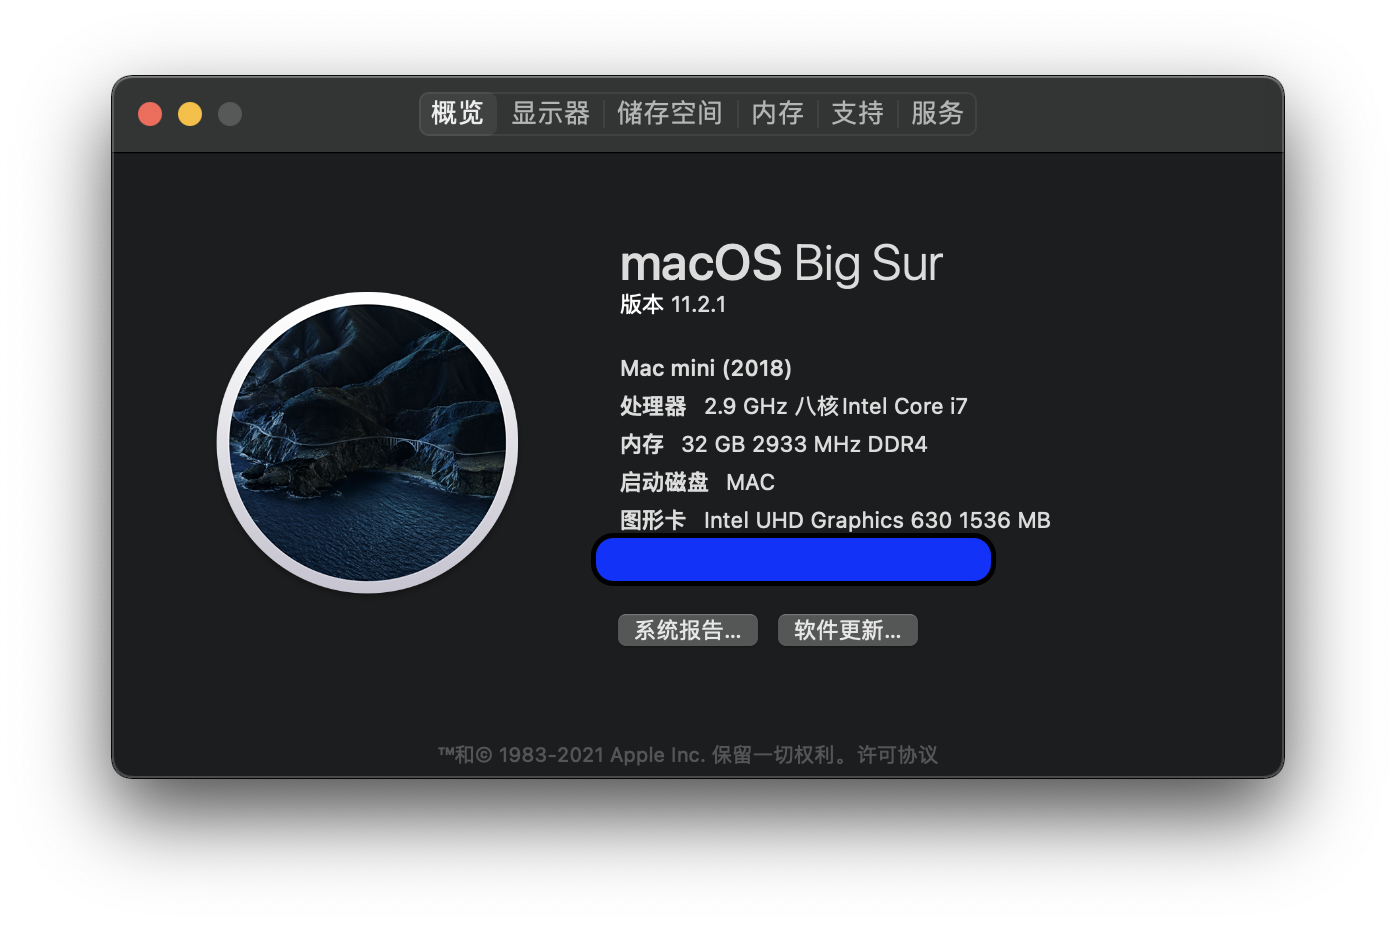 概览 显示器 储存空间 内存 支持 服务
macOS Big Sur
版本 11.2.1
Mac mini (2018)
处理器 2.9 GHz 八核Intel Core i7
内存 32 GB 2933 MHz DDR4
启动磁盘 MAC
图形卡 Intel UHD Graphics 630 1536 MB
系统报告... 软件更新...
™和© 1983-2021 Apple Inc. 保留一切权利。许可协议